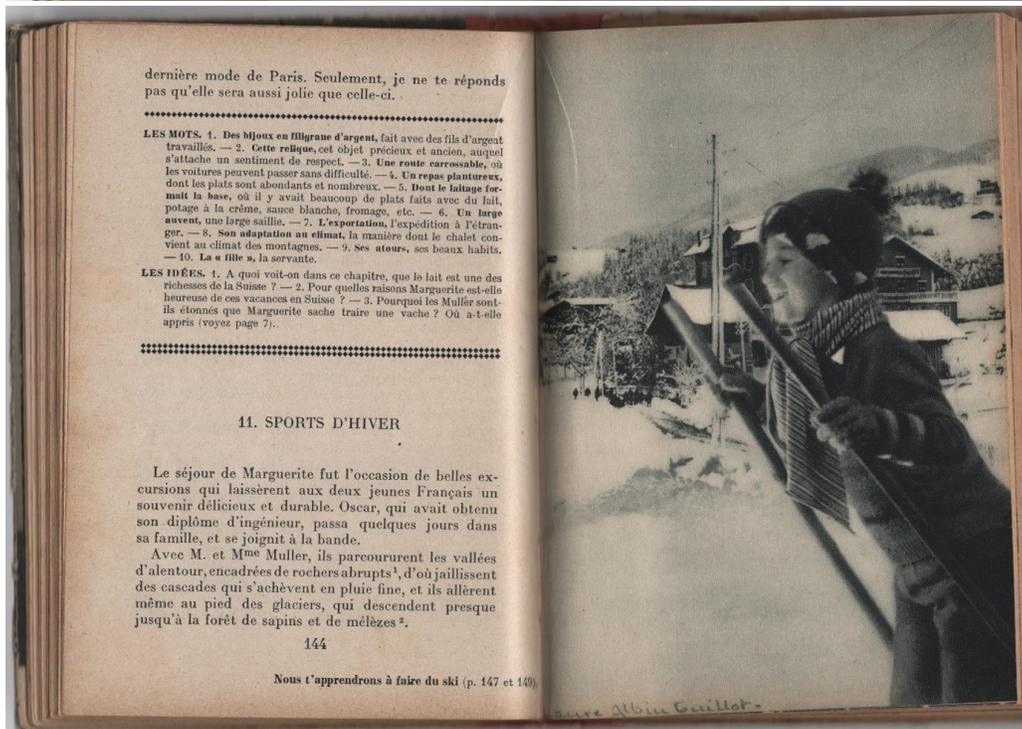 dernière mode de Paris. Seulement, je ne te réponds
pas qu'elle sera aussi jolie que celle-ci.
LES MOTS. 1. Des bijoux en filigrane d'argent, fait avec des fils d'argent
travaillés. — 2. Cette relique, cet objet précieux et ancien, auquel
s'attache un sentiment de respect. — 3. Une route carrossable, où
les voitures peuvent passer sans difficulté. — 4. Un repas plantureux,
dont les plats sont abondants et nombreux. — 5. Dont le laitage for-
mait la base, où il y avait beaucoup de plats faits avec du lait,
potage à la crème, sauce blanche, fromage, etc. — 6. Un large
auvent, une large saillie. — 7. L'exportation, l'expédition à l'étran-
ger. — 8. Son adaptation au climat, la manière dont le chalet con-
vient au climat des montagnes. — 9. Ses atours, ses beaux habits.
— 10. La « fille », la servante.
LES IDÉES. 1. A quoi voit-on dans ce chapitre, que le lait est une des
richesses de la Suisse ? — 2. Pour quelles raisons Marguerite est-elle
heureuse de ces vacances en Suisse ? — 3. Pourquoi les Muller sont-
ils étonnés que Marguerite sache traire une vache ? Où a-t-elle
appris (voyez page 7).
11. SPORTS D'HIVER
Le séjour de Marguerite fut l'occasion de belles ex-
cursions qui laissèrent aux deux jeunes Français un
souvenir délicieux et durable. Oscar, qui avait obtenu
son diplôme d'ingénieur, passa quelques jours dans
sa famille, et se joignit à la bande.
Avec M. et Mme Muller, ils parcoururent les vallées
d'alentour, encadrées de rochers abrupts ¹, d'où jaillissent
des cascades qui s'achèvent en pluie fine, et ils allèrent
même au pied des glaciers, qui descendent presque
jusqu'à la forêt de sapins et de mélèzes ².
144
Nous t'apprendrons à faire du ski (p. 147 et 149).
aure Albin Guillot.